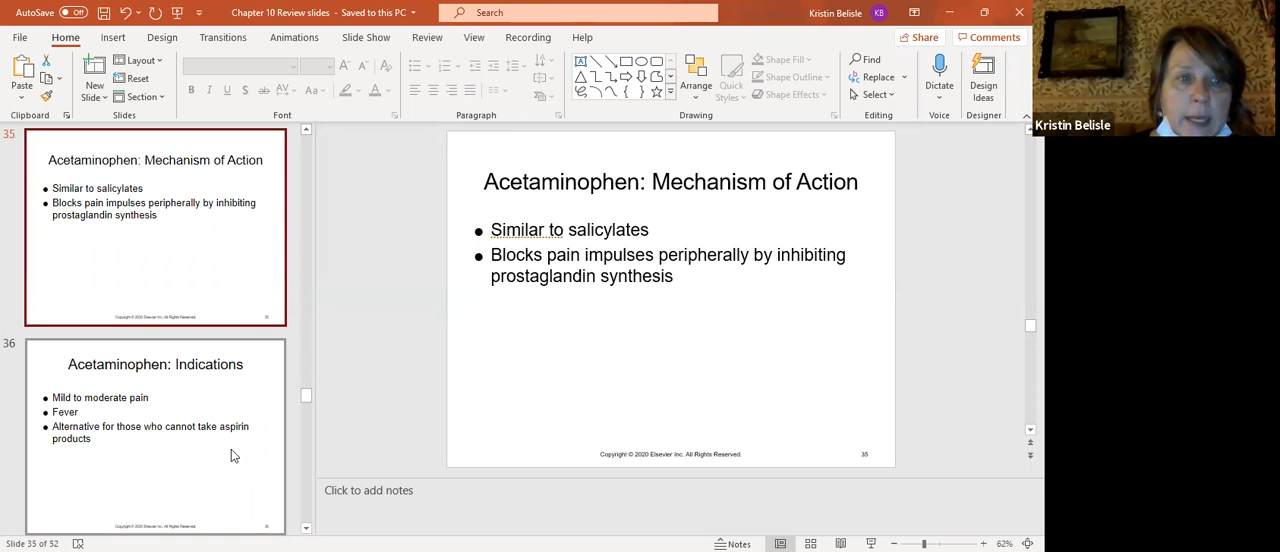 AutoSave Off Chapter 10 Review slides - Saved to this PC Search Kristin Belisle KB
File Home Insert Design Transitions Animations Slide Show Review View Recording Help Share Comments
Paste
New Slide
Layout
Reset
Section
B I U S ab AV Aa A
Arrange
Quick Styles
Shape Fill
Shape Outline
Shape Effects
Find
Replace
Select
Dictate
Design Ideas
Clipboard Slides Font Paragraph Drawing Editing Voice Designer
Kristin Belisle
35
Acetaminophen: Mechanism of Action
● Similar to salicylates
● Blocks pain impulses peripherally by inhibiting
prostaglandin synthesis
Copyright © 2020 Elsevier Inc. All Rights Reserved. 35
36
Acetaminophen: Indications
● Mild to moderate pain
● Fever
● Alternative for those who cannot take aspirin
products
Copyright © 2020 Elsevier Inc. All Rights Reserved. 36
Acetaminophen: Mechanism of Action
● Similar to salicylates
● Blocks pain impulses peripherally by inhibiting
prostaglandin synthesis
Copyright © 2020 Elsevier Inc. All Rights Reserved. 35
Click to add notes
Slide 35 of 52 Notes 62%